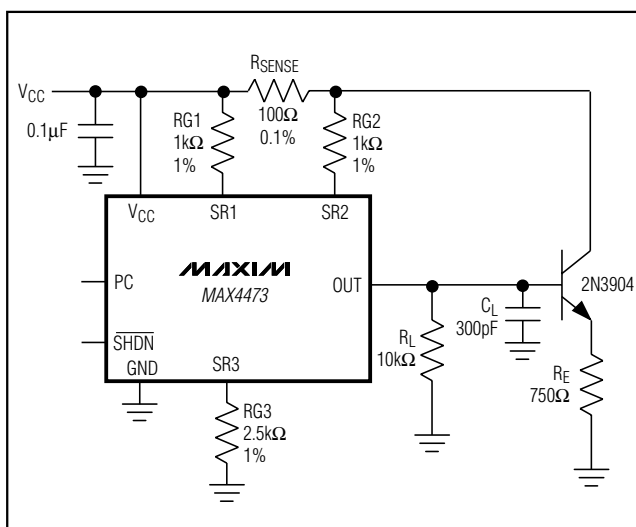 R_SENSE
V_CC
RG1
1kΩ
1%
100Ω
0.1%
RG2
1kΩ
1%
0.1µF
V_CC
SR1
SR2
MAXIM
MAX4473
PC
OUT
2N3904
S̅H̅D̅N̅
C_L
300pF
R_L
10kΩ
GND
SR3
R_E
750Ω
RG3
2.5kΩ
1%